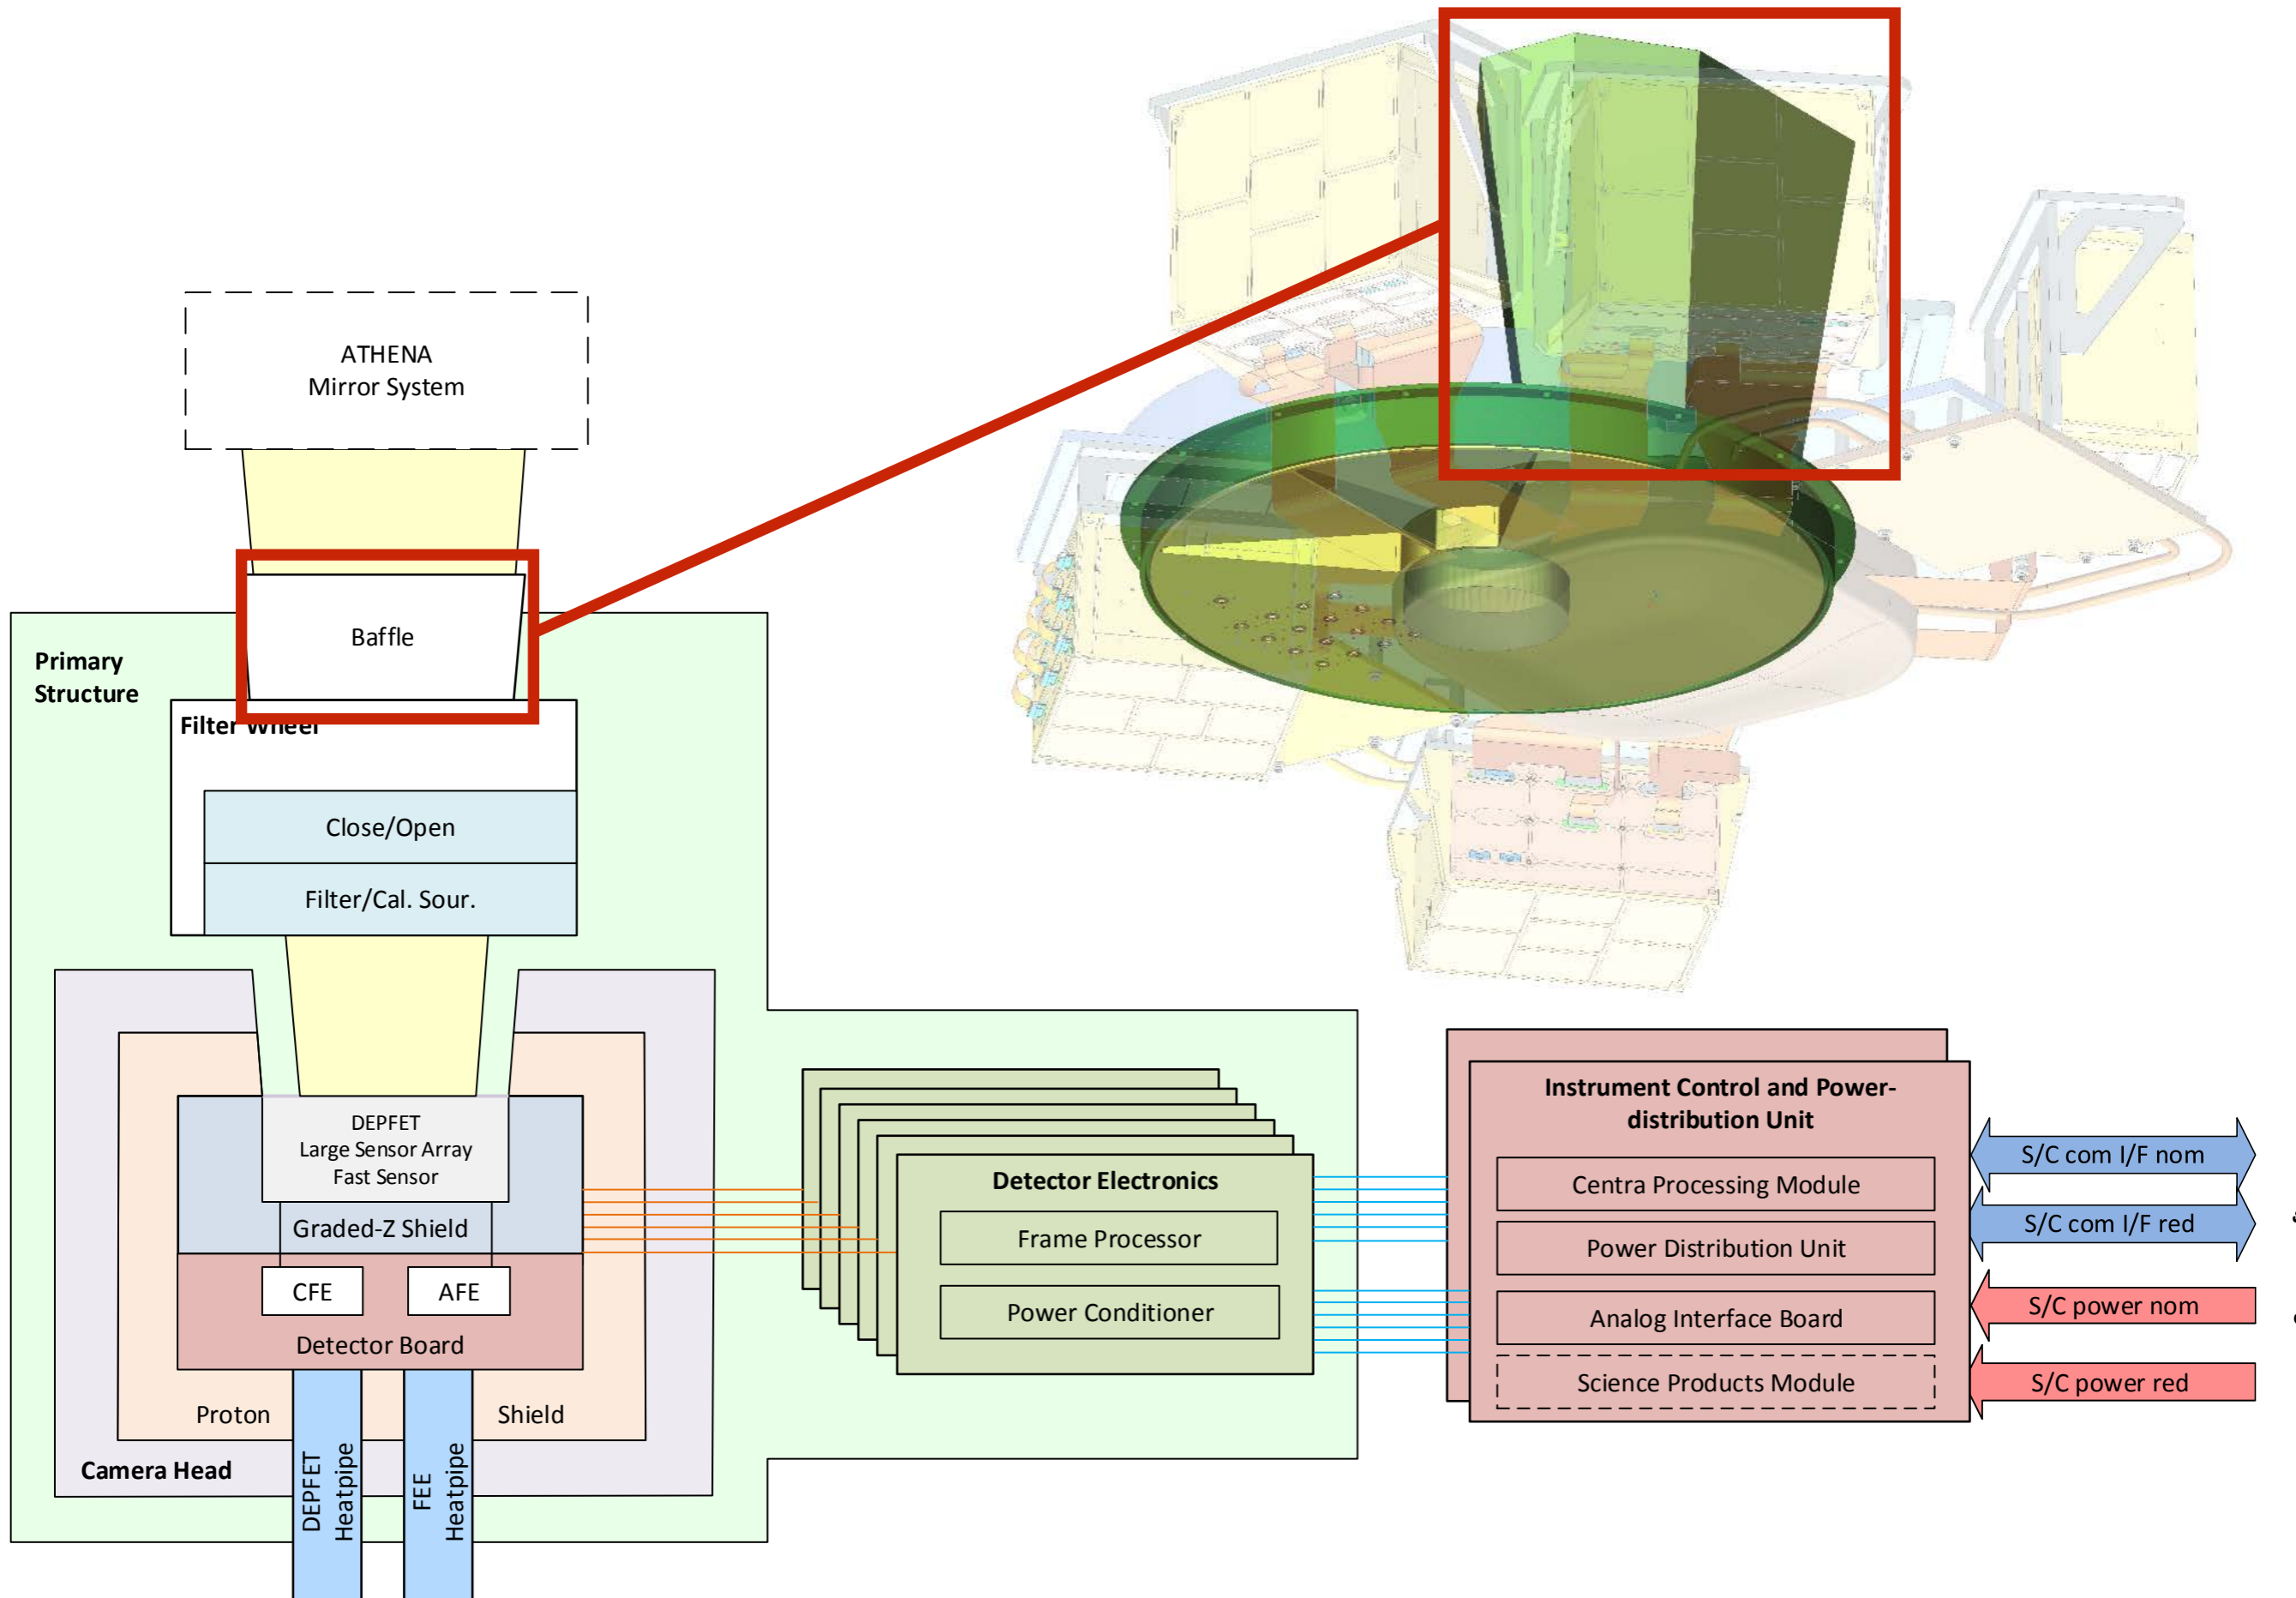 ATHENA
Mirror System
Baffle
Primary
Structure
Filter Wheel
Close/Open
Filter/Cal. Sour.
DEPFET
Large Sensor Array
Fast Sensor
Graded-Z Shield
CFE
AFE
Detector Board
Proton
Shield
Camera Head
DEPFET
Heatpipe
FEE
Heatpipe
Detector Electronics
Frame Processor
Power Conditioner
Instrument Control and Power-
distribution Unit
Centra Processing Module
Power Distribution Unit
Analog Interface Board
Science Products Module
S/C com I/F nom
S/C com I/F red
S/C power nom
S/C power red